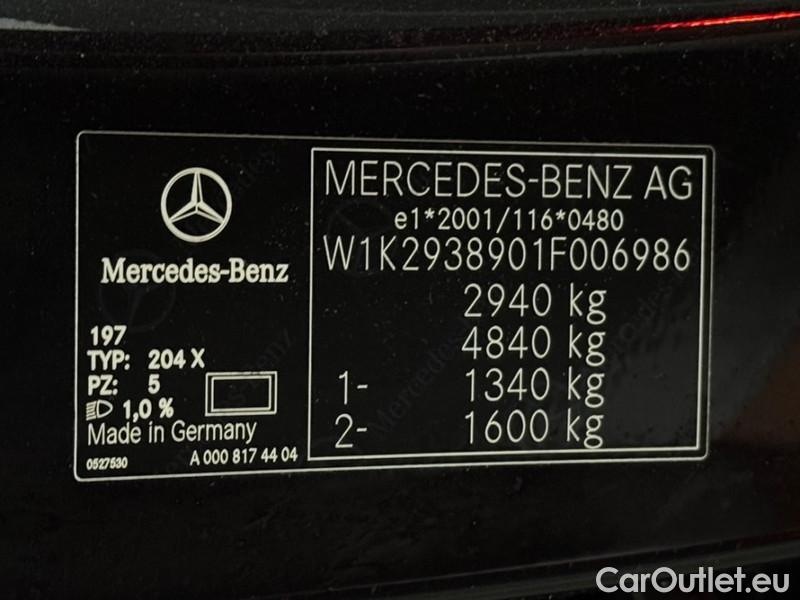 Mercedes-Benz
197
TYP: 204 X
PZ: 5
1,0 %
Made in Germany
0527530
A 000 817 44 04
MERCEDES-BENZ AG
e1*2001/116*0480
W1K2938901F006986
2940 kg
4840 kg
1- 1340 kg
2- 1600 kg
CarOutlet.eu